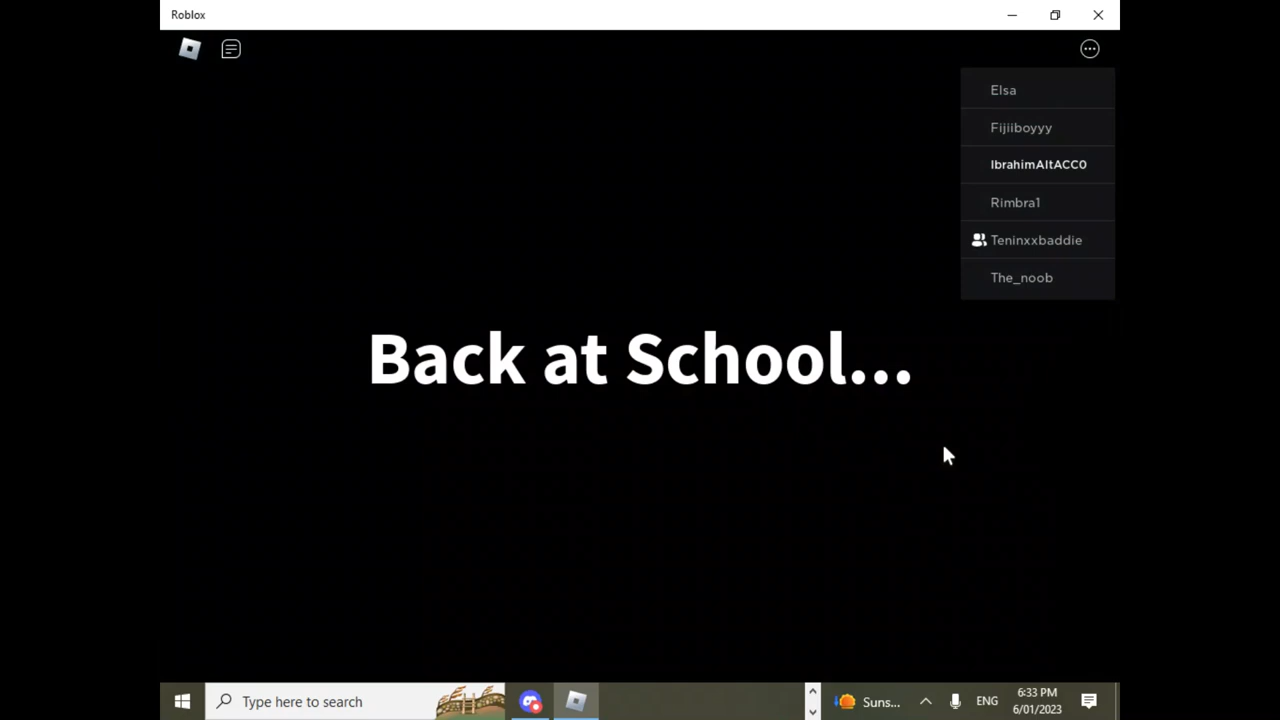 Roblox
Elsa
Fijiiboyyy
IbrahimAltACC0
Rimbra1
Teninxxbaddie
The_noob
Back at School...
Type here to search
Suns...
ENG
6:33 PM
6/01/2023